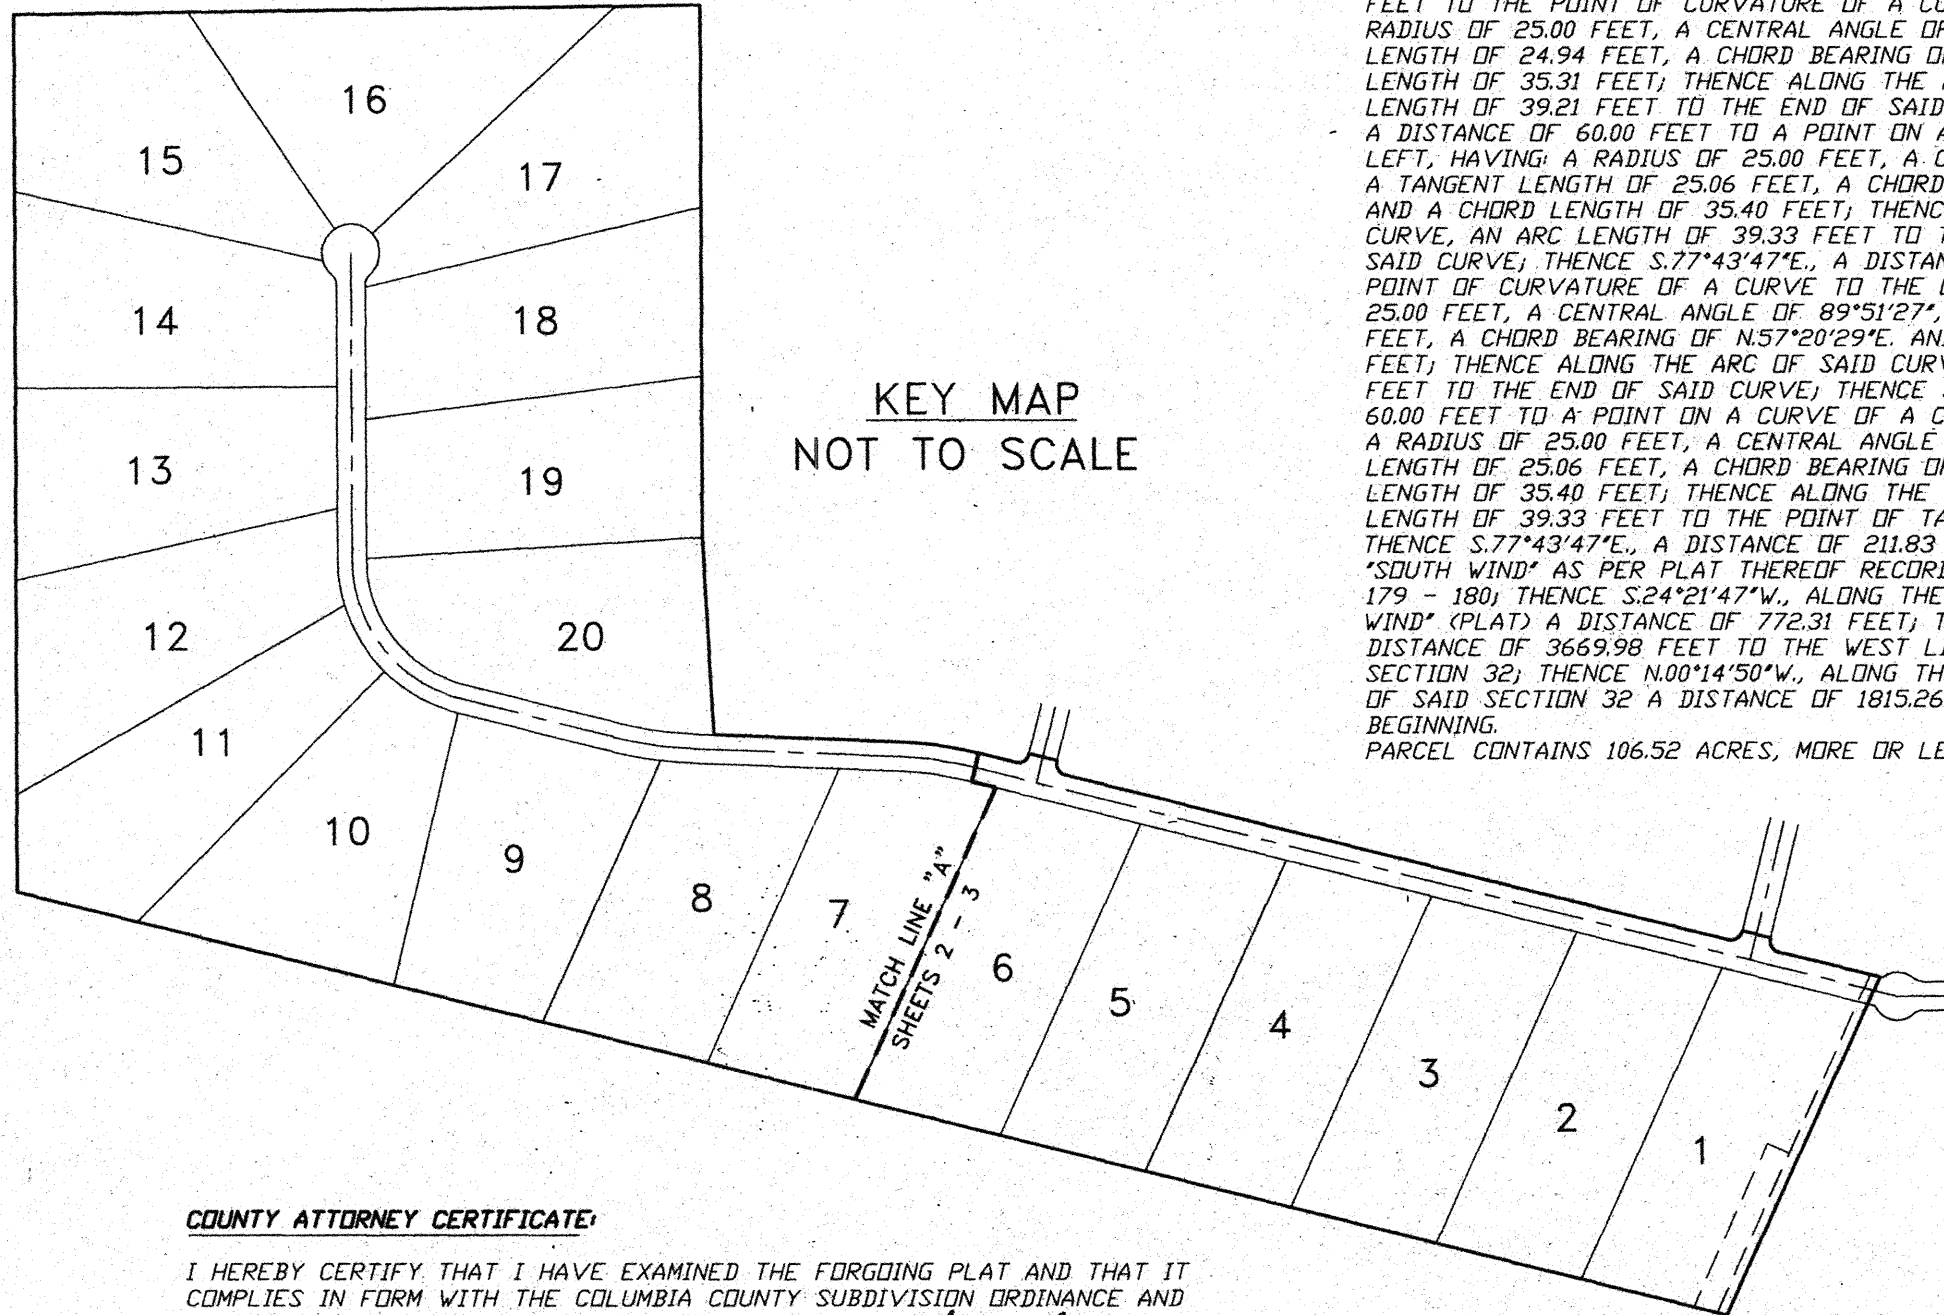 FEET TO THE POINT OF CURVATURE OF A
RADIUS OF 25.00 FEET, A CENTRAL ANGLE OF
LENGTH OF 24.94 FEET, A CHORD BEARING
LENGTH OF 35.31 FEET; THENCE ALONG THE
LENGTH OF 39.21 FEET TO THE END OF SAID
A DISTANCE OF 60.00 FEET TO A POINT ON
LEFT, HAVING: A RADIUS OF 25.00 FEET, A
A TANGENT LENGTH OF 25.06 FEET, A CHORD
AND A CHORD LENGTH OF 35.40 FEET; THENC
CURVE, AN ARC LENGTH OF 39.33 FEET TO
SAID CURVE; THENCE S.77°43'47"E., A DISTAN
POINT OF CURVATURE OF A CURVE TO THE
25.00 FEET, A CENTRAL ANGLE OF 89°51'27",
FEET, A CHORD BEARING OF N.57°20'29"E. AN
FEET; THENCE ALONG THE ARC OF SAID CURV
FEET TO THE END OF SAID CURVE; THENCE
60.00 FEET TO A POINT ON A CURVE OF A C
A RADIUS OF 25.00 FEET, A CENTRAL ANGLE
LENGTH OF 25.06 FEET, A CHORD BEARING
LENGTH OF 35.40 FEET; THENCE ALONG THE
LENGTH OF 39.33 FEET TO THE POINT OF TA
THENCE S.77°43'47"E., A DISTANCE OF 211.83
"SOUTH WIND" AS PER PLAT THEREOF RECOR
179 - 180; THENCE S.24°21'47"W., ALONG THE
WIND" (PLAT) A DISTANCE OF 772.31 FEET; T
DISTANCE OF 3669.98 FEET TO THE WEST LI
SECTION 32; THENCE N.00°14'50"W., ALONG TH
OF SAID SECTION 32 A DISTANCE OF 1815.26
BEGINNING.
PARCEL CONTAINS 106.52 ACRES, MORE OR LE
KEY MAP
NOT TO SCALE
16
15
17
14
18
13
19
12
20
11
10
9
8
7
MATCH LINE "A"
SHEETS 2 - 3
6
5
4
3
2
1
COUNTY ATTORNEY CERTIFICATE:
I HEREBY CERTIFY THAT I HAVE EXAMINED THE FORGOING PLAT AND THAT IT
COMPLIES IN FORM WITH THE COLUMBIA COUNTY SUBDIVISION ORDINANCE AND